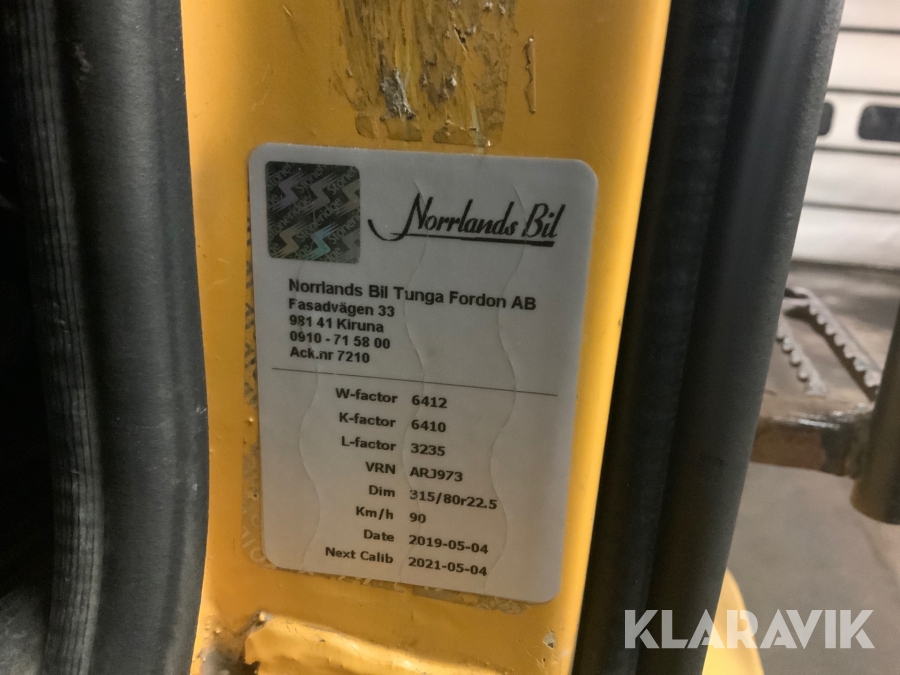 Norrlands Bil
Norrlands Bil Tunga Fordon AB
Fasadvägen 33
981 41 Kiruna
0910 - 71 58 00
Ack.nr 7210
W-factor 6412
K-factor 6410
L-factor 3235
VRN ARJ973
Dim 315/80r22.5
Km/h 90
Date 2019-05-04
Next Calib 2021-05-04
KLARAVIK